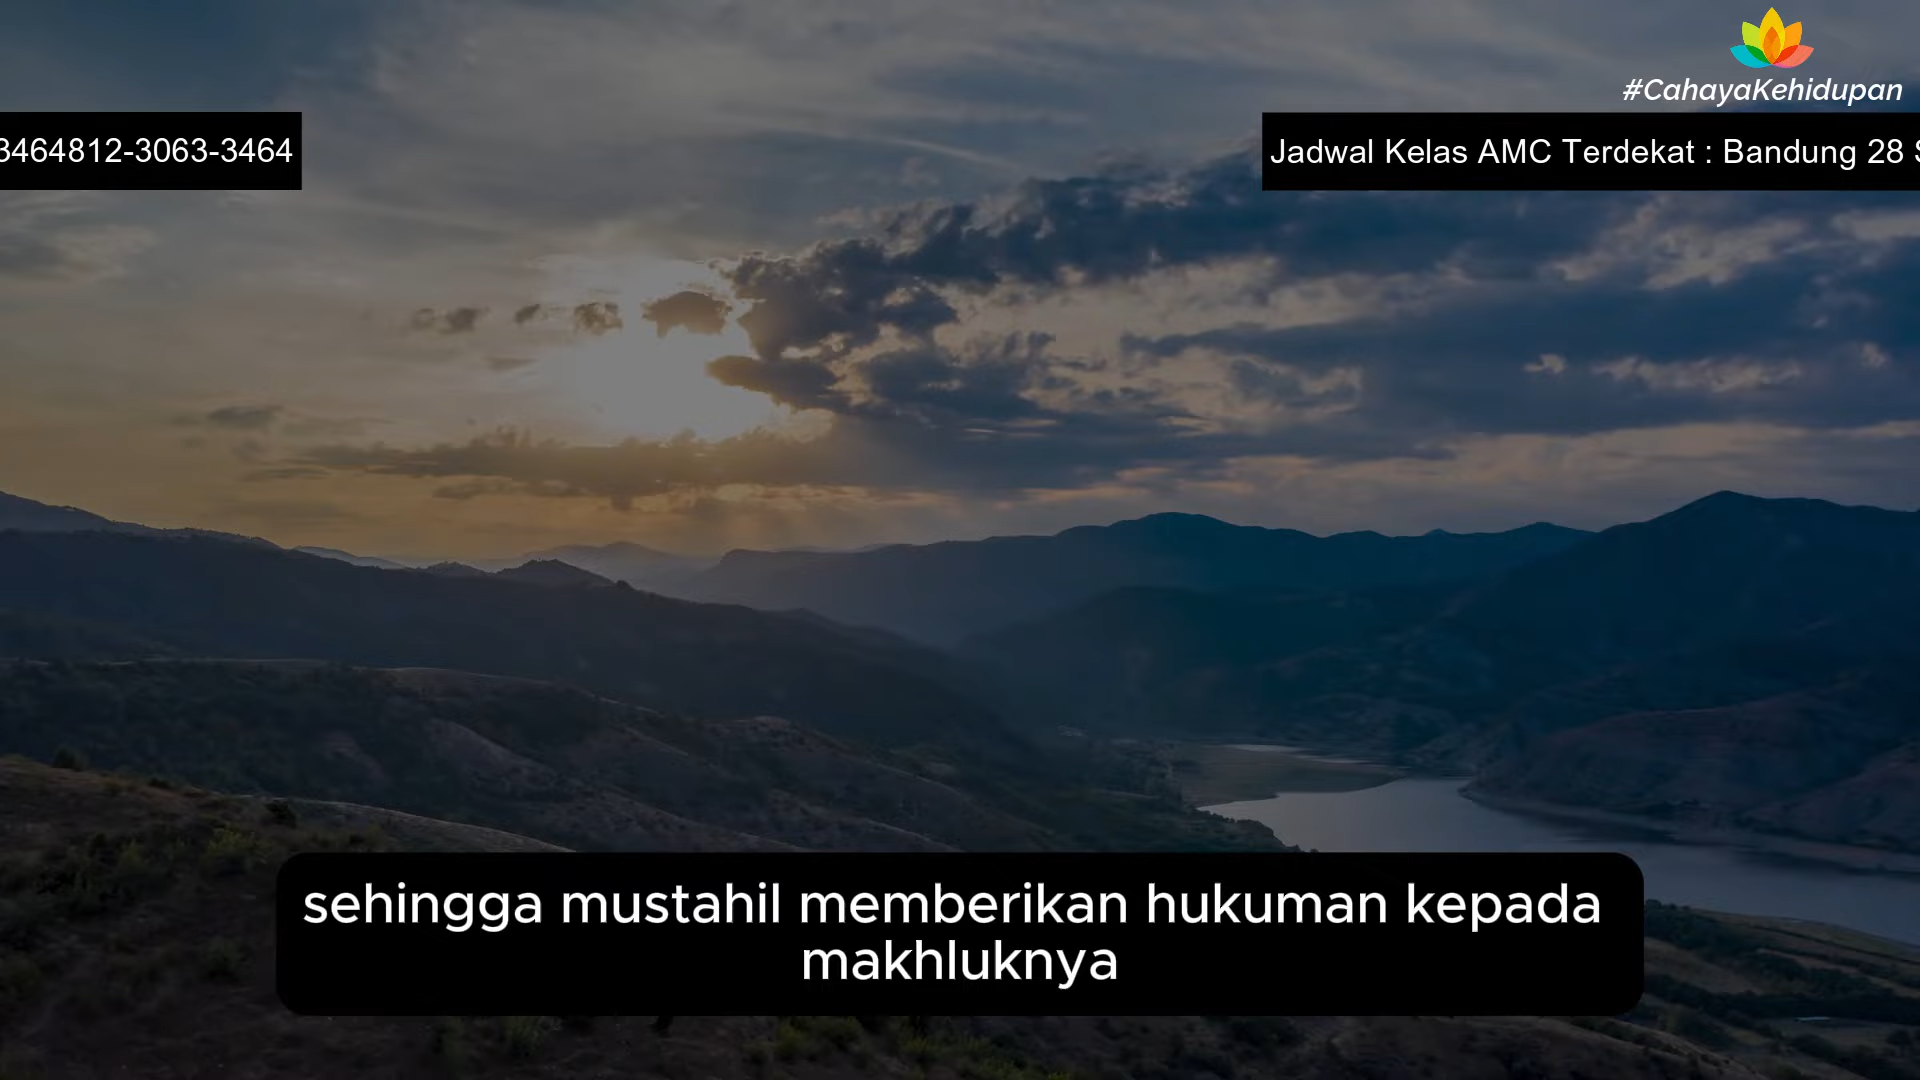 #CahayaKehidupan
3464812-3063-3464
Jadwal Kelas AMC Terdekat : Bandung 28
sehingga mustahil memberikan hukuman kepada
makhluknya